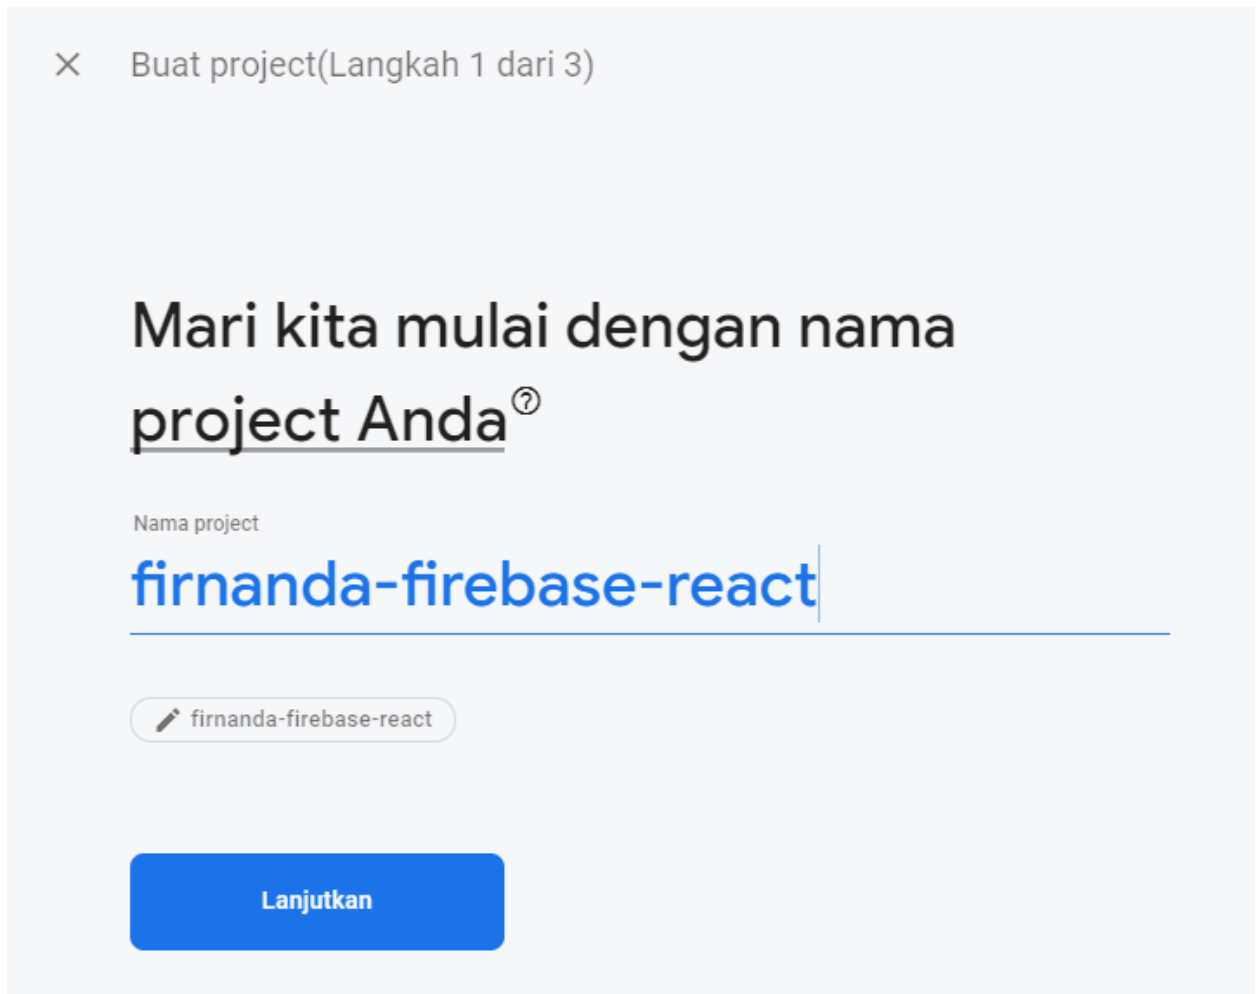 Buat project(Langkah 1 dari 3)
Mari kita mulai dengan nama
project Anda
Nama project
firnanda-firebase-react
firnanda-firebase-react
Lanjutkan